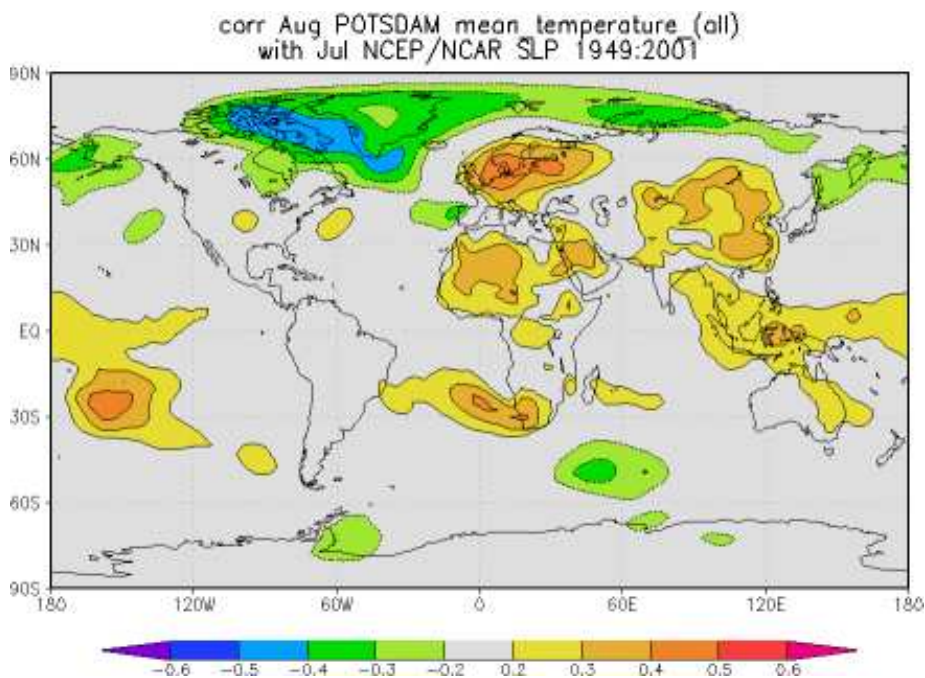 corr Aug POTSDAM mean_temperature_(all)
with Jul NCEP/NCAR SLP 1949:2001
90N
60N
30N
EQ
30S
60S
90S
180 120W 60W 0 60E 120E 180
-0.6 -0.5 -0.4 -0.3 -0.2 0.2 0.3 0.4 0.5 0.6